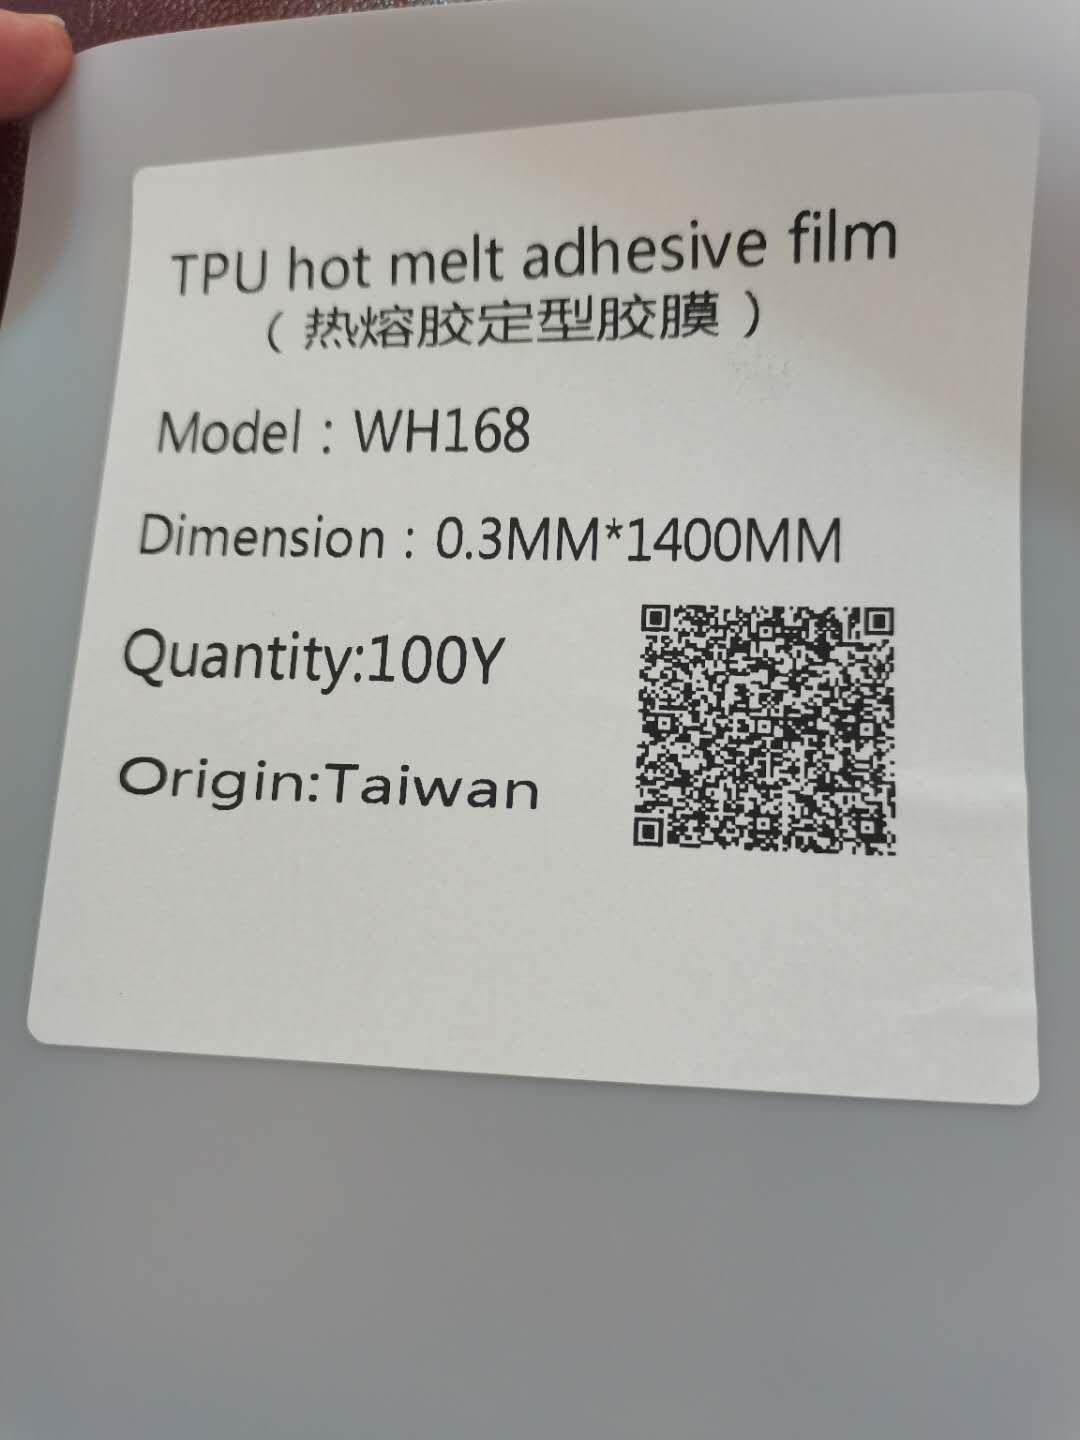 TPU hot melt adhesive film
（热熔胶定型胶膜）
Model：WH168
Dimension：0.3MM*1400MM
Quantity:100Y
Origin:Taiwan